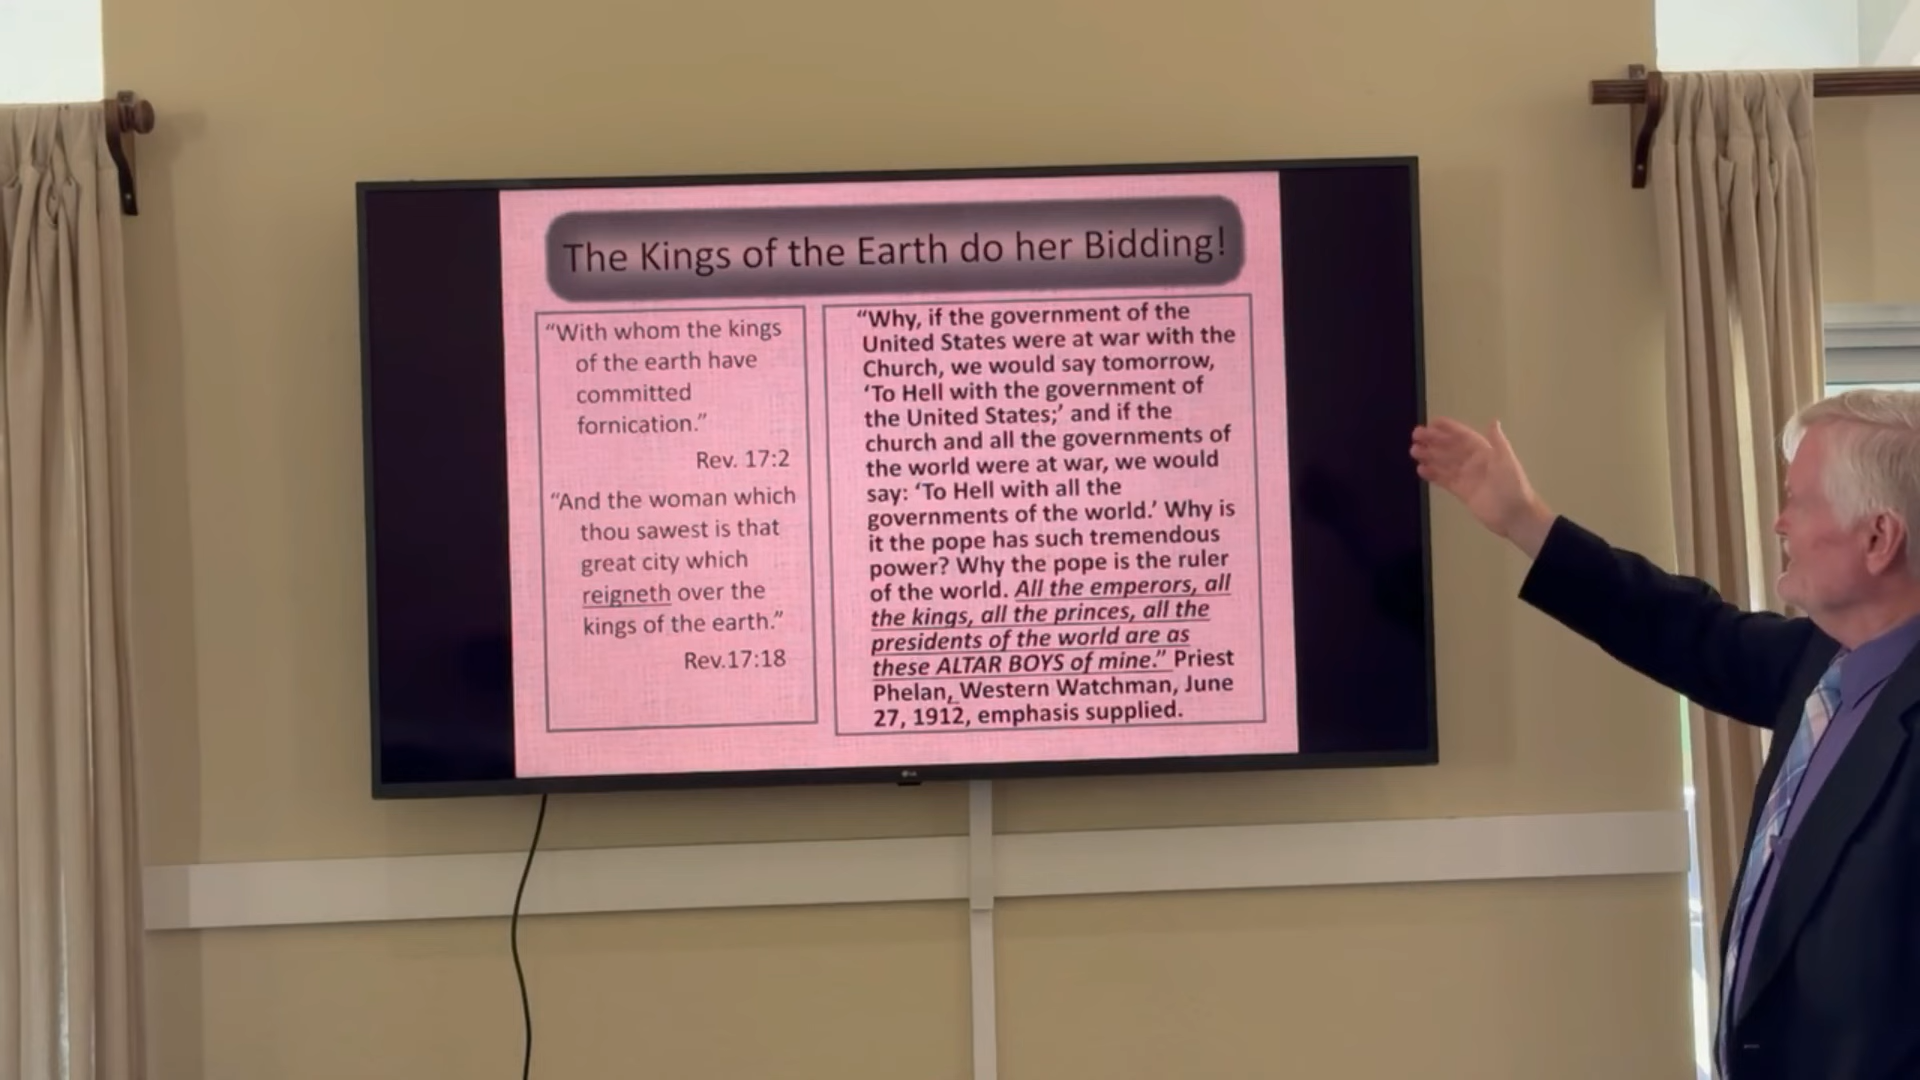 The Kings of the Earth do her Bidding!
“With whom the kings
of the earth have
committed
fornication.”
Rev. 17:2
“And the woman which
thou sawest is that
great city which
reigneth over the
kings of the earth.”
Rev.17:18
“Why, if the government of the
United States were at war with the
Church, we would say tomorrow,
‘To Hell with the government of
the United States;’ and if the
church and all the governments of
the world were at war, we would
say: ‘To Hell with all the
governments of the world.’ Why is
it the pope has such tremendous
power? Why the pope is the ruler
of the world. All the emperors, all
the kings, all the princes, all the
presidents of the world are as
these ALTAR BOYS of mine.” Priest
Phelan, Western Watchman, June
27, 1912, emphasis supplied.
LG